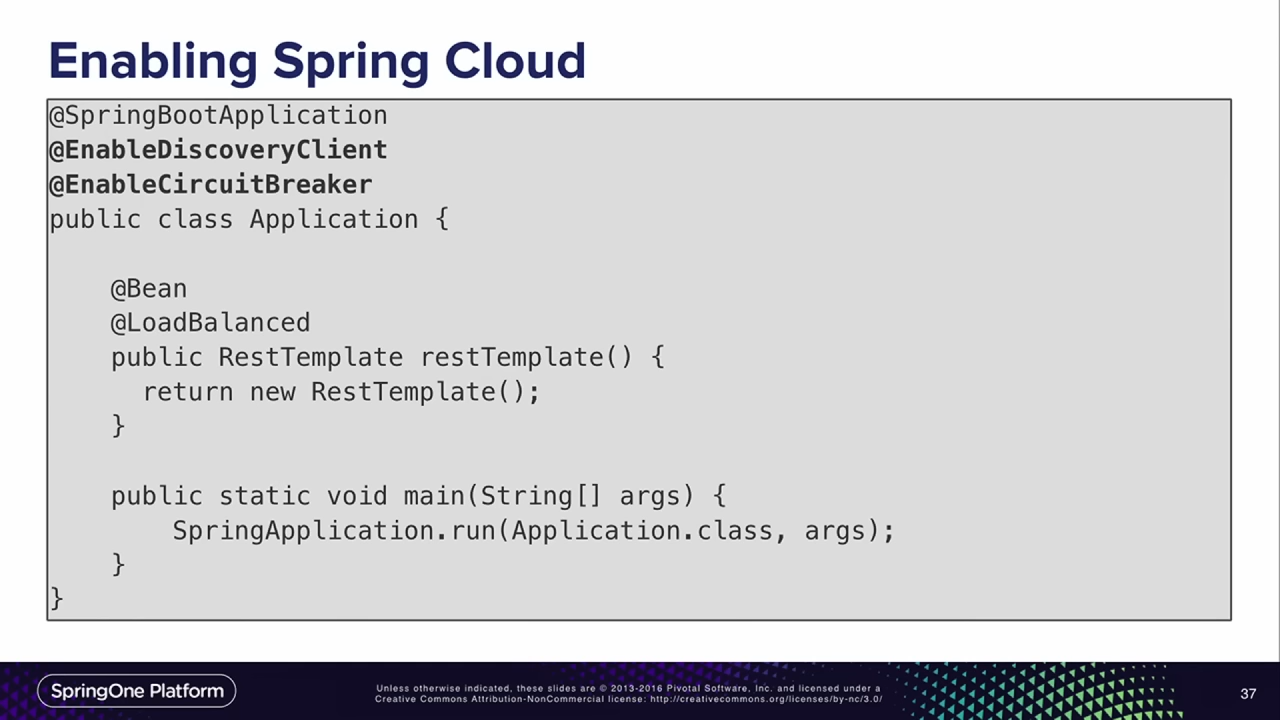 Enabling Spring Cloud
@SpringBootApplication
@EnableDiscoveryClient
@EnableCircuitBreaker
public class Application {
@Bean
@LoadBalanced
public RestTemplate restTemplate() {
return new RestTemplate();
}
public static void main(String[] args) {
SpringApplication.run(Application.class, args);
}
}
SpringOne Platform
Unless otherwise indicated, these slides are © 2013-2016 Pivotal Software, Inc. and licensed under a
Creative Commons Attribution-NonCommercial license: http://creativecommons.org/licenses/by-nc/3.0/
37